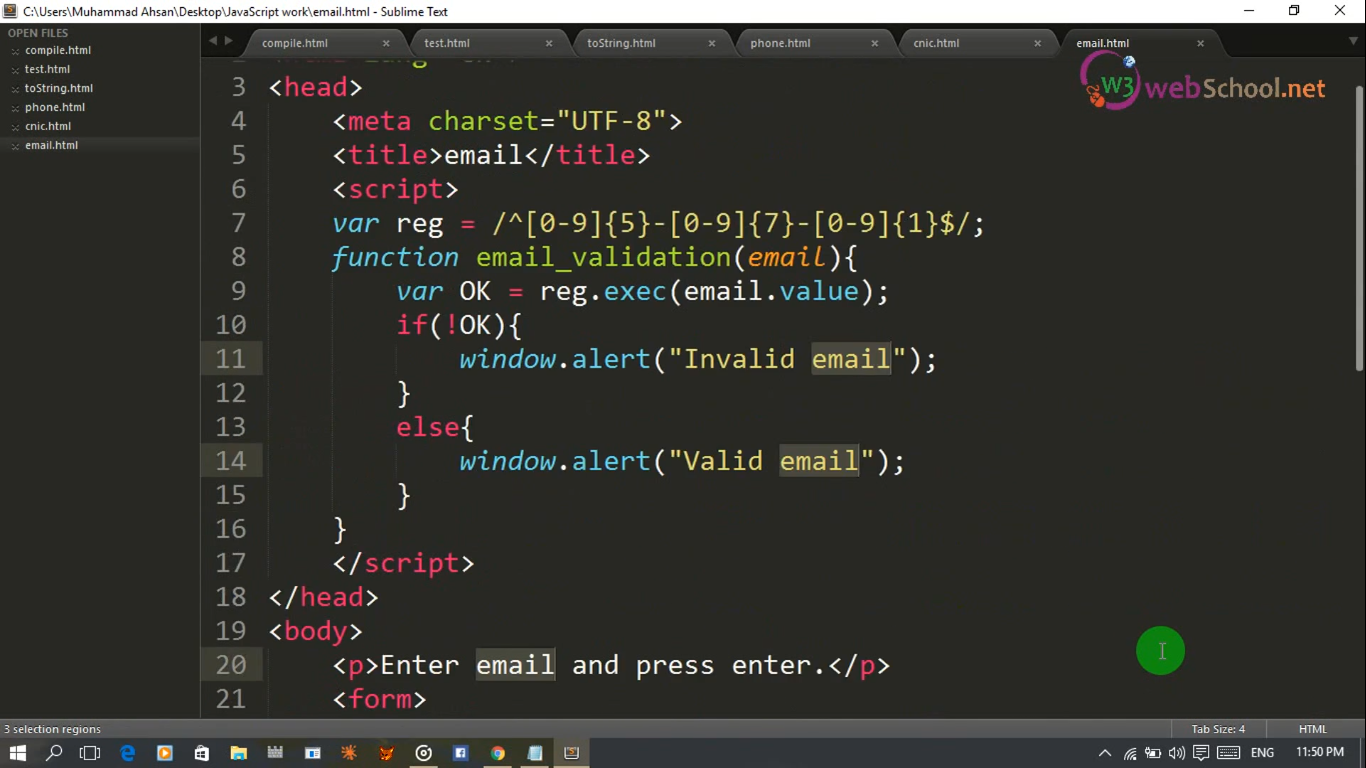 C:\Users\Muhammad Ahsan\Desktop\JavaScript work\email.html - Sublime Text
OPEN FILES
compile.html
test.html
toString.html
phone.html
cnic.html
email.html
compile.html test.html toString.html phone.html cnic.html email.html
W3 webSchool.net
3 <head>
4 <meta charset="UTF-8">
5 <title>email</title>
6 <script>
7 var reg = /^[0-9]{5}-[0-9]{7}-[0-9]{1}$/;
8 function email_validation(email){
9 var OK = reg.exec(email.value);
10 if(!OK){
11 window.alert("Invalid email");
12 }
13 else{
14 window.alert("Valid email");
15 }
16 }
17 </script>
18 </head>
19 <body>
20 <p>Enter email and press enter.</p>
21 <form>
3 selection regions Tab Size: 4 HTML
ENG 11:50 PM